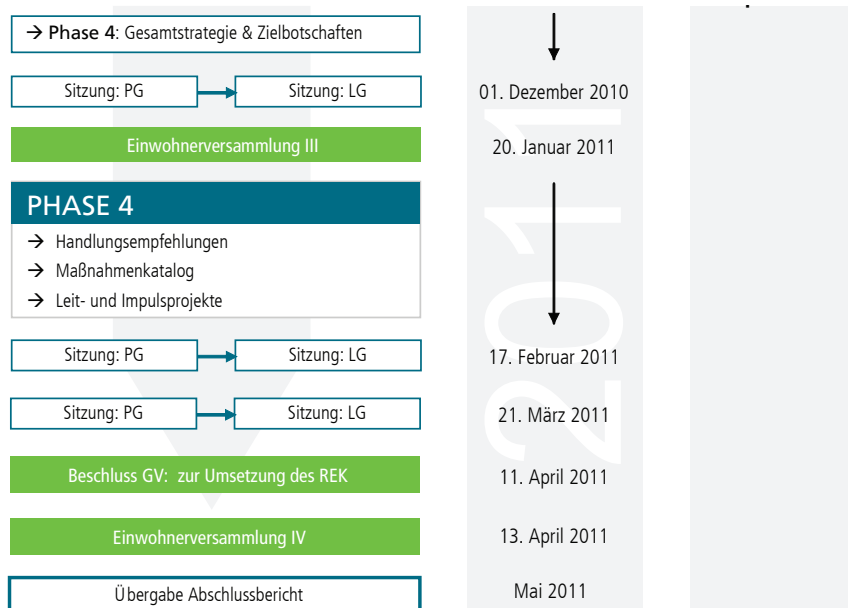 → Phase 4: Gesamtstrategie & Zielbotschaften
Sitzung: PG Sitzung: LG 01. Dezember 2010
Einwohnerversammlung III 20. Januar 2011
PHASE 4
→ Handlungsempfehlungen
→ Maßnahmenkatalog
→ Leit- und Impulsprojekte
2011
Sitzung: PG Sitzung: LG 17. Februar 2011
Sitzung: PG Sitzung: LG 21. März 2011
Beschluss GV: zur Umsetzung des REK 11. April 2011
Einwohnerversammlung IV 13. April 2011
Übergabe Abschlussbericht Mai 2011